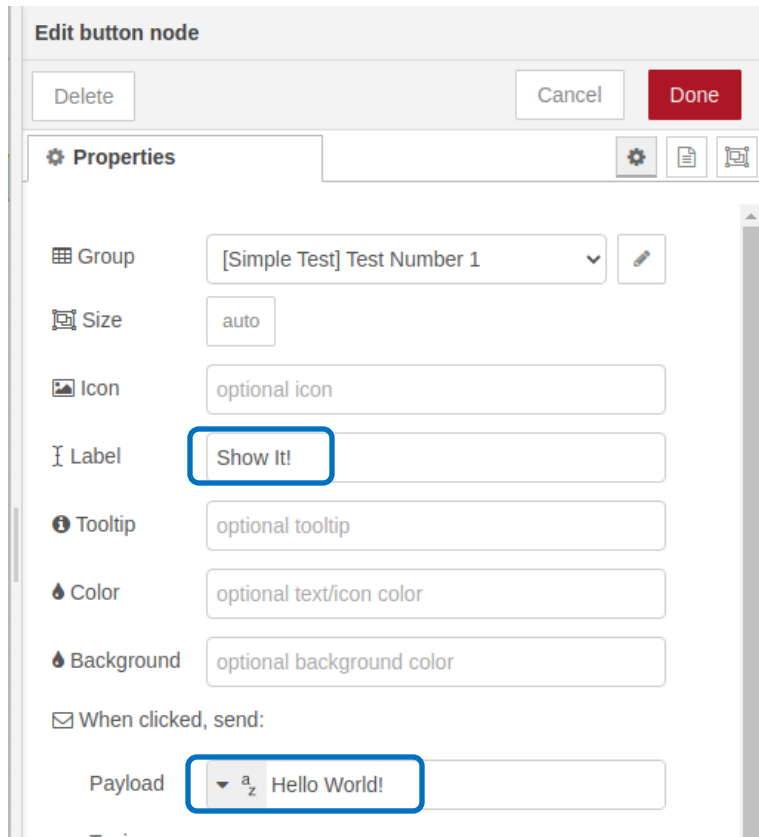 Edit button node
Delete Cancel Done
Properties
Group [Simple Test] Test Number 1
Size auto
Icon optional icon
Label Show It!
Tooltip optional tooltip
Color optional text/icon color
Background optional background color
When clicked, send:
Payload a z Hello World!